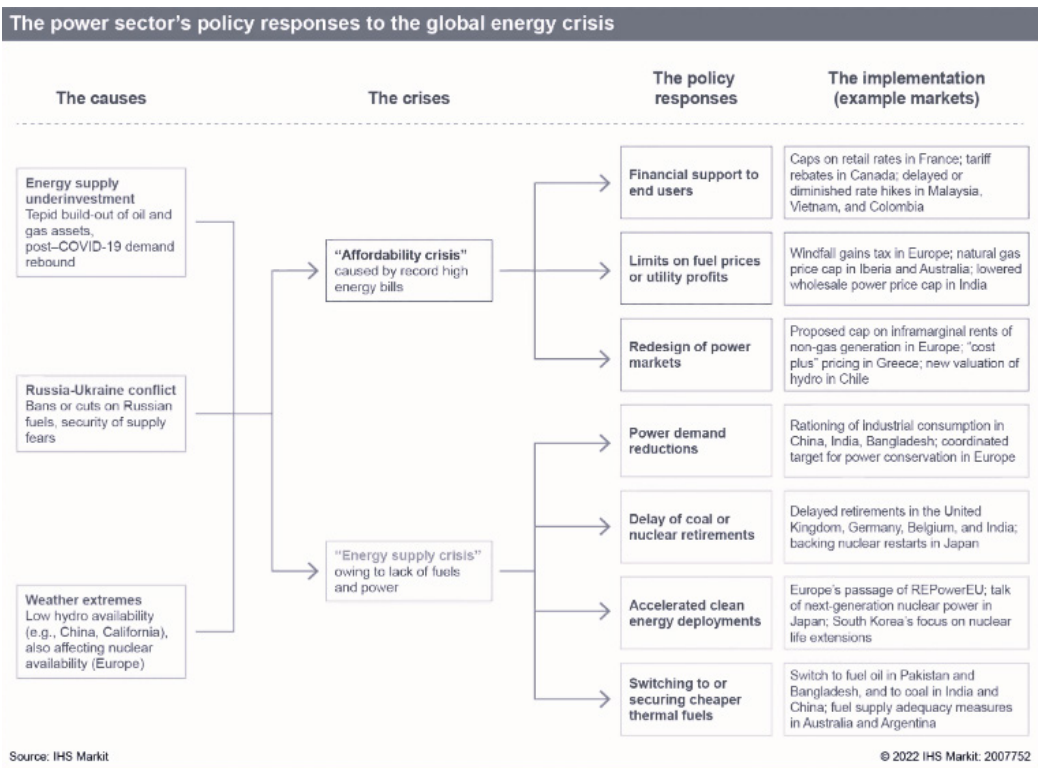 The power sector's policy responses to the global energy crisis
The causes
The crises
The policy
responses
The implementation
(example markets)
Energy supply
underinvestment
Tepid build-out of oil and
gas assets,
post–COVID-19 demand
rebound
Russia-Ukraine conflict
Bans or cuts on Russian
fuels, security of supply
fears
Weather extremes
Low hydro availability
(e.g., China, California),
also affecting nuclear
availability (Europe)
"Affordability crisis"
caused by record high
energy bills
"Energy supply crisis"
owing to lack of fuels
and power
Financial support to
end users
Caps on retail rates in France; tariff
rebates in Canada; delayed or
diminished rate hikes in Malaysia,
Vietnam, and Colombia
Limits on fuel prices
or utility profits
Windfall gains tax in Europe; natural gas
price cap in Iberia and Australia; lowered
wholesale power price cap in India
Redesign of power
markets
Proposed cap on inframarginal rents of
non-gas generation in Europe; "cost
plus" pricing in Greece; new valuation of
hydro in Chile
Power demand
reductions
Rationing of industrial consumption in
China, India, Bangladesh; coordinated
target for power conservation in Europe
Delay of coal or
nuclear retirements
Delayed retirements in the United
Kingdom, Germany, Belgium, and India;
backing nuclear restarts in Japan
Accelerated clean
energy deployments
Europe's passage of REPowerEU; talk
of next-generation nuclear power in
Japan; South Korea's focus on nuclear
life extensions
Switching to or
securing cheaper
thermal fuels
Switch to fuel oil in Pakistan and
Bangladesh, and to coal in India and
China; fuel supply adequacy measures
in Australia and Argentina
Source: IHS Markit
© 2022 IHS Markit: 2007752